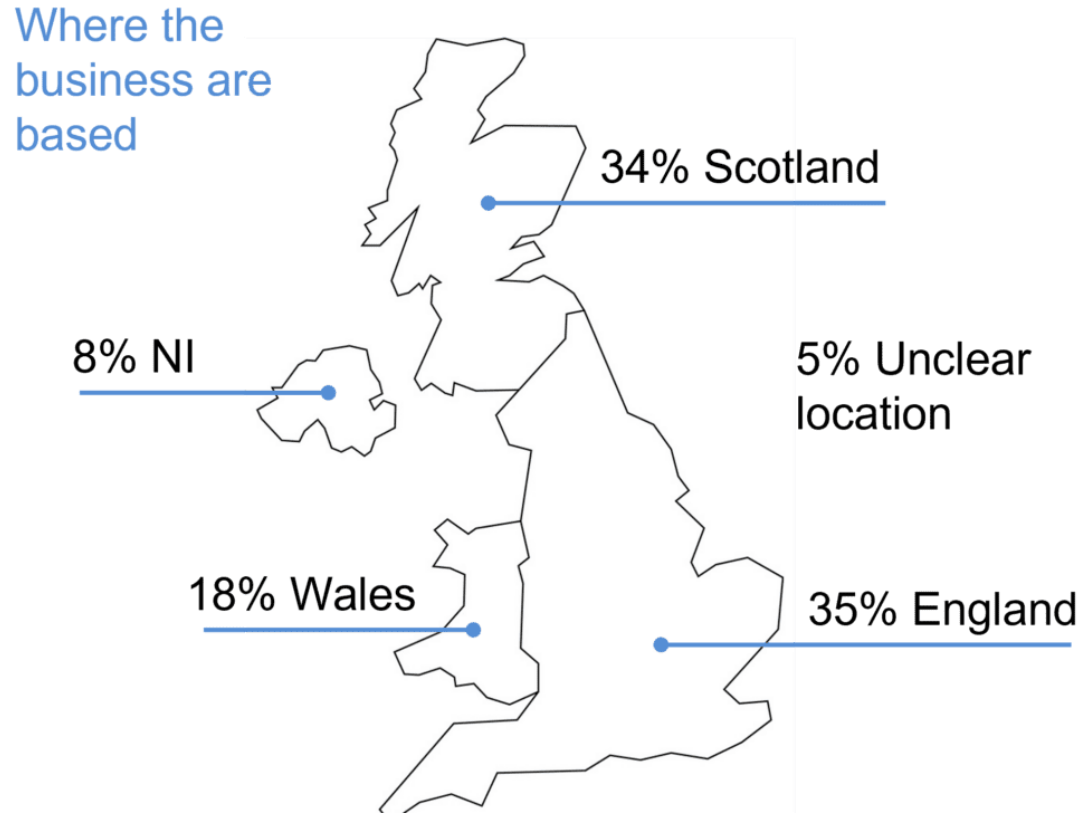 Where the
business are
based
34% Scotland
8% NI
5% Unclear
location
18% Wales
35% England